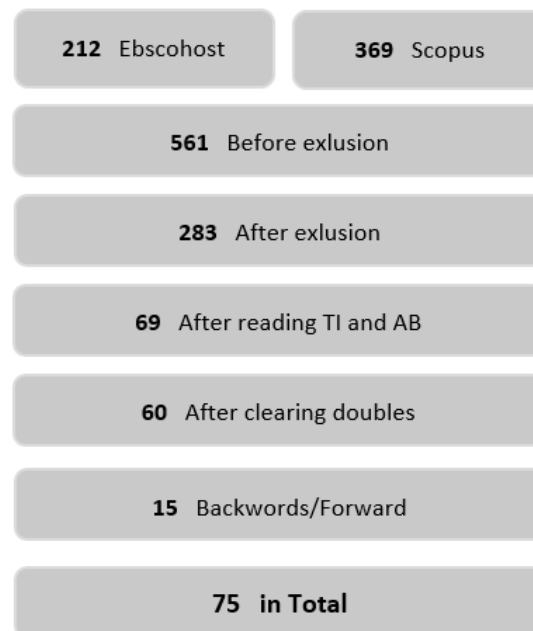 212 Ebscohost
369 Scopus
561 Before exlusion
283 After exlusion
69 After reading TI and AB
60 After clearing doubles
15 Backwords/Forward
75 in Total